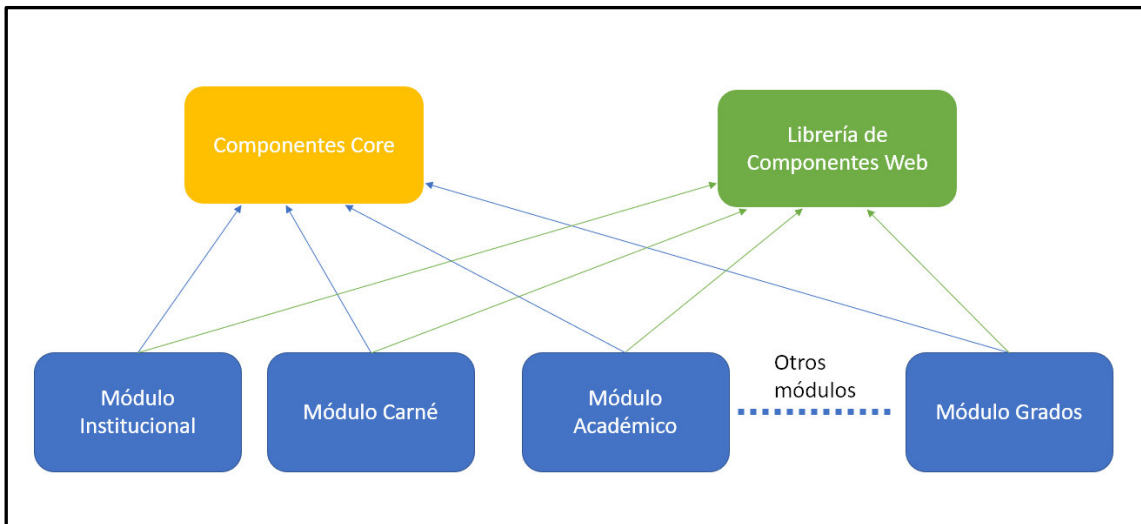 Componentes Core
Librería de
Componentes Web
Otros
módulos
Módulo
Institucional
Módulo Carné
Módulo
Académico
Módulo Grados